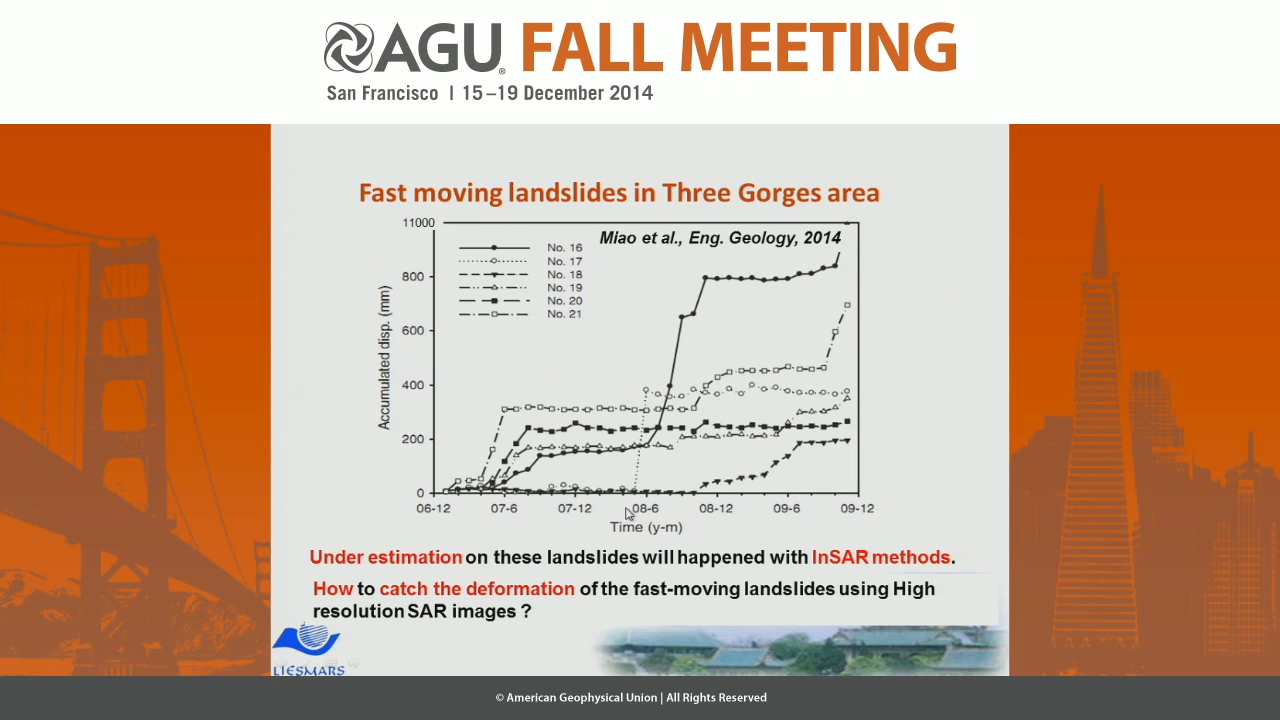 AGU® FALL MEETING
San Francisco | 15–19 December 2014
Fast moving landslides in Three Gorges area
11000
Miao et al., Eng. Geology, 2014
No. 16
No. 17
No. 18
No. 19
No. 20
No. 21
800
600
400
200
0
Accumulated disp. (mm)
06-12 07-6 07-12 08-6 08-12 09-6 09-12
Time (y-m)
Under estimation on these landslides will happened with InSAR methods.
How to catch the deformation of the fast-moving landslides using High
resolution SAR images ?
LIESMARS
© American Geophysical Union | All Rights Reserved